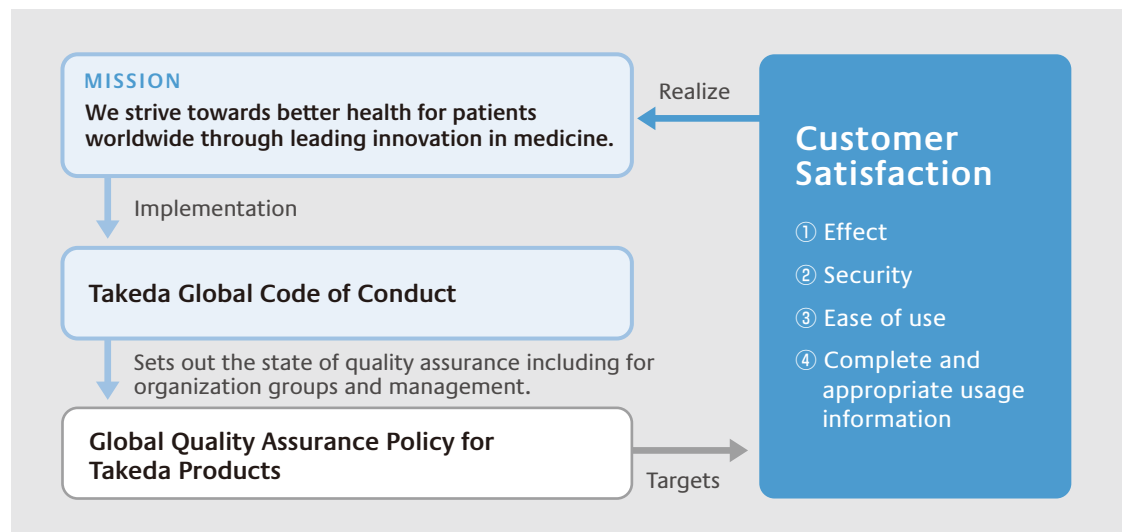 MISSION
We strive towards better health for patients
worldwide through leading innovation in medicine.
Realize
Implementation
Takeda Global Code of Conduct
Sets out the state of quality assurance including for
organization groups and management.
Global Quality Assurance Policy for
Takeda Products
Targets
Customer
Satisfaction
① Effect
② Security
③ Ease of use
④ Complete and
appropriate usage
information